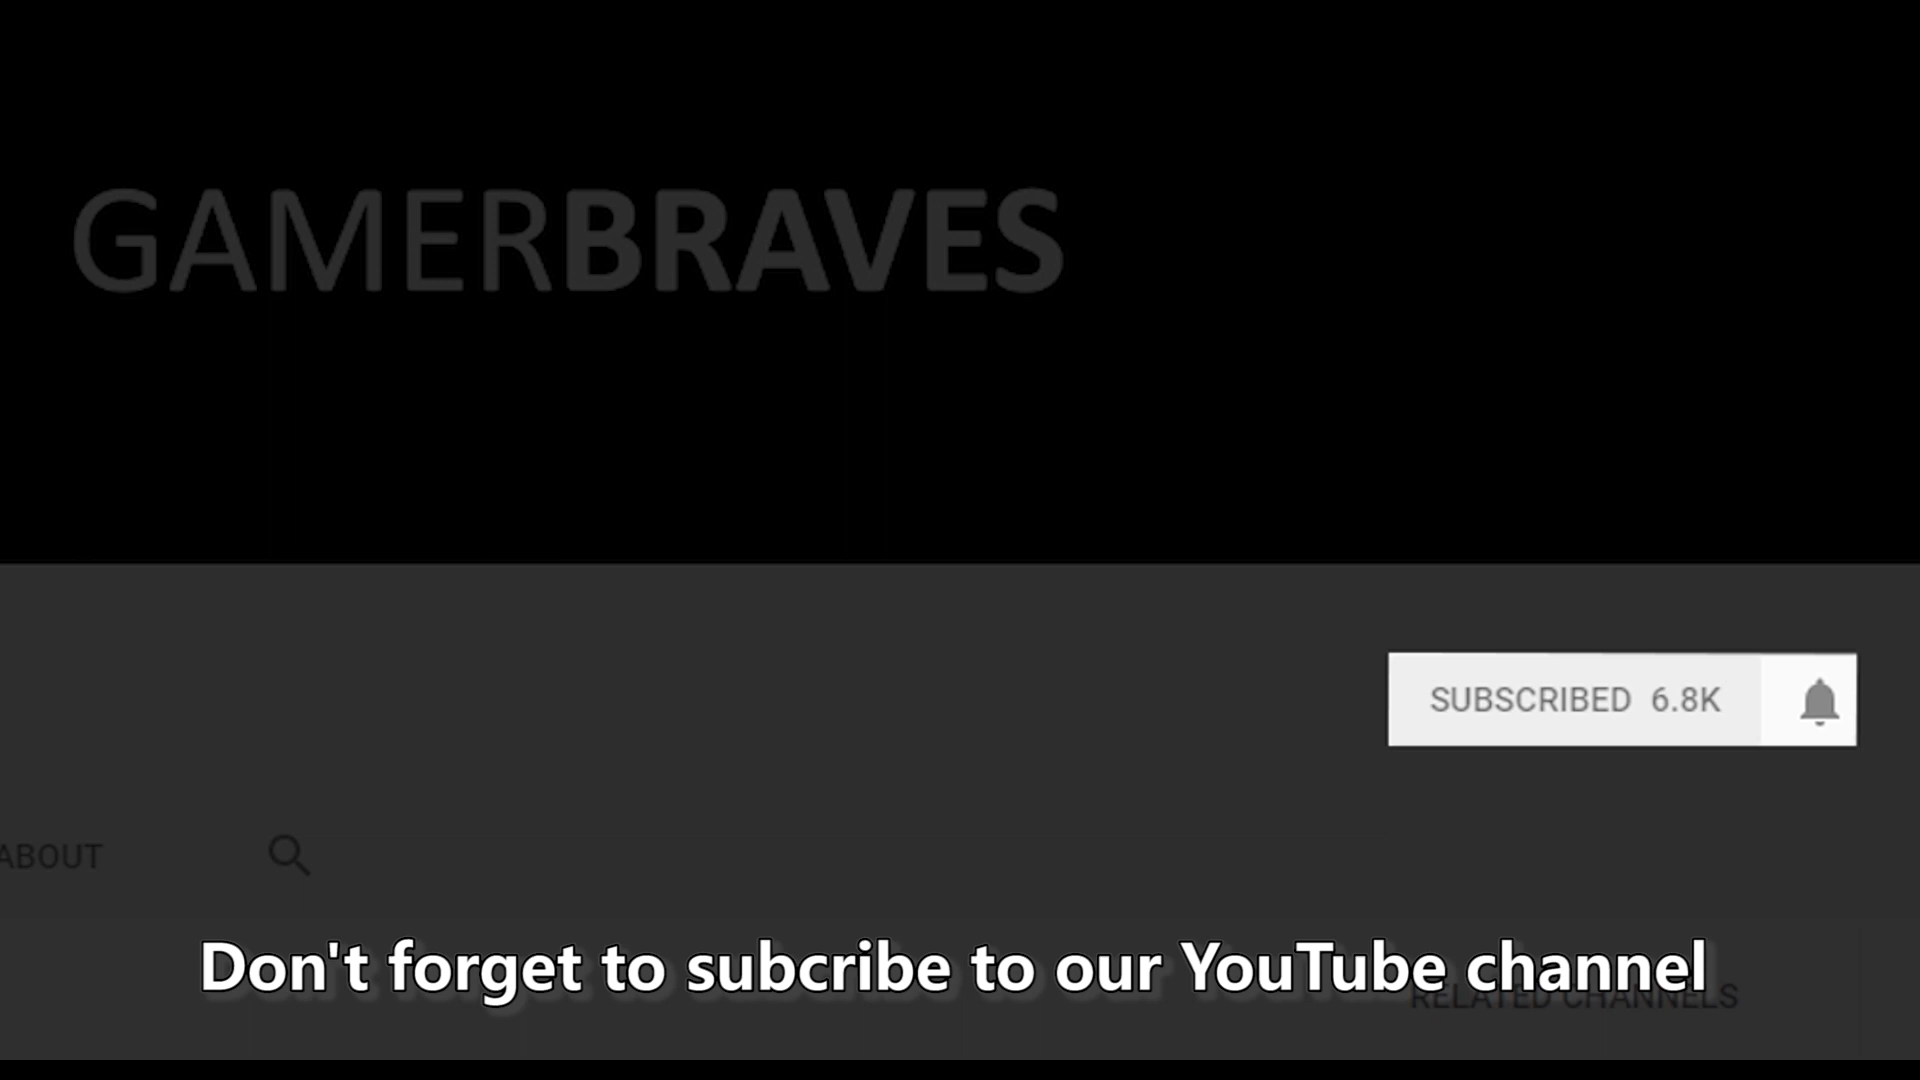 GAMERBRAVES
SUBSCRIBED 6.8K
ABOUT
Don't forget to subcribe to our YouTube channel
RELATED CHANNELS